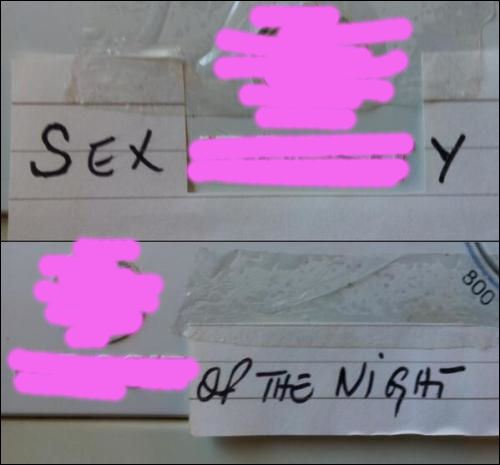 SEX Y
800
Of THE NiGHT